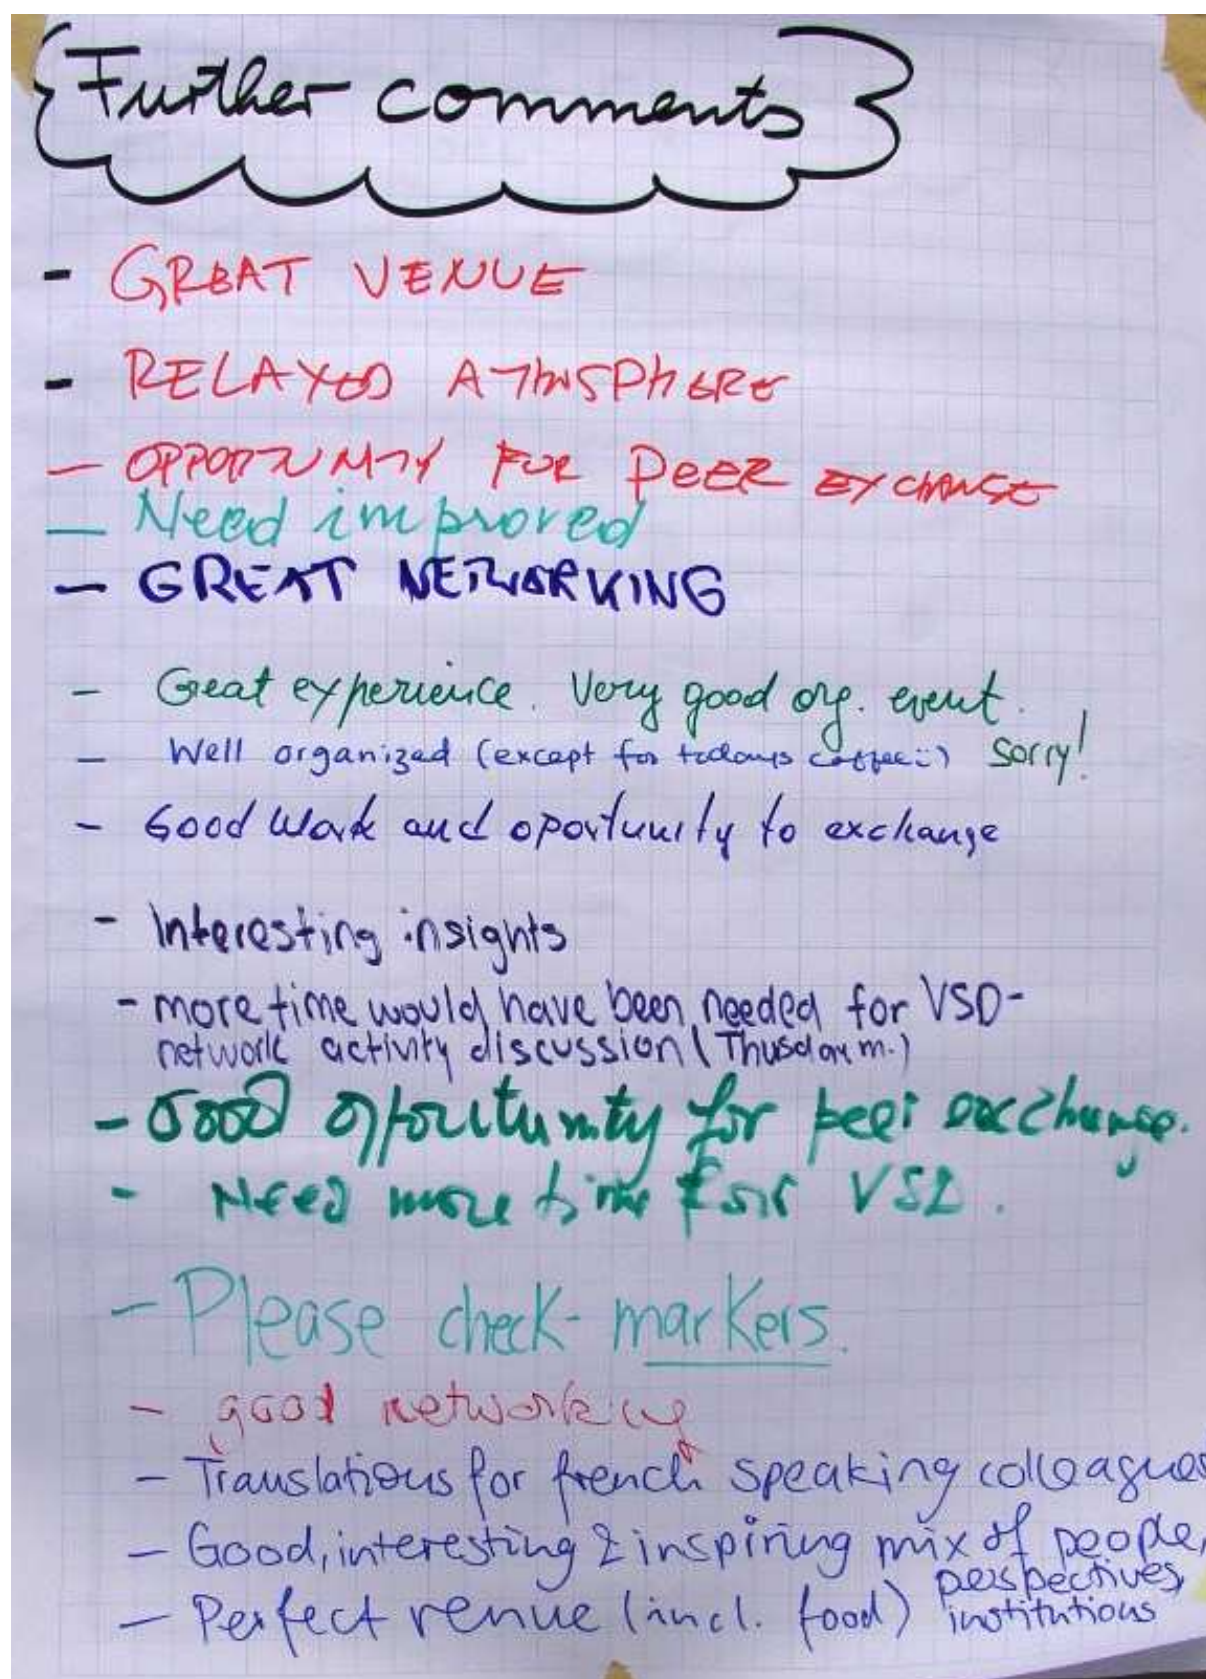 Further comments
- GREAT VENUE
- RELAXED ATMOSPHERE
- OPPORTUNITY FOR PEER EXCHANGE
- Need improved
- GREAT NETWORKING
- Great experience. Very good org. event.
- Well organized (except for todays coffee :) Sorry!
- Good Work and oportunity to exchange
- Interesting insights
- more time would have been needed for VSD-
network activity discussion (Thusday m.)
- Good opportunity for peer exchange.
- Need more time for VSD.
- Please check - markers.
- good networking
- Translations for french speaking colleagues
- Good, interesting & inspiring mix of people,
perspectives,
institutions
- Perfect venue (incl. food)